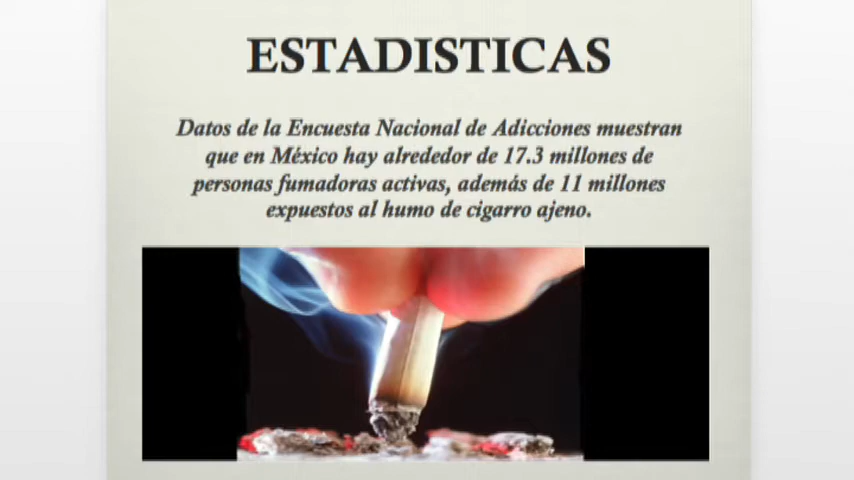 ESTADISTICAS
Datos de la Encuesta Nacional de Adicciones muestran
que en México hay alrededor de 17.3 millones de
personas fumadoras activas, además de 11 millones
expuestos al humo de cigarro ajeno.